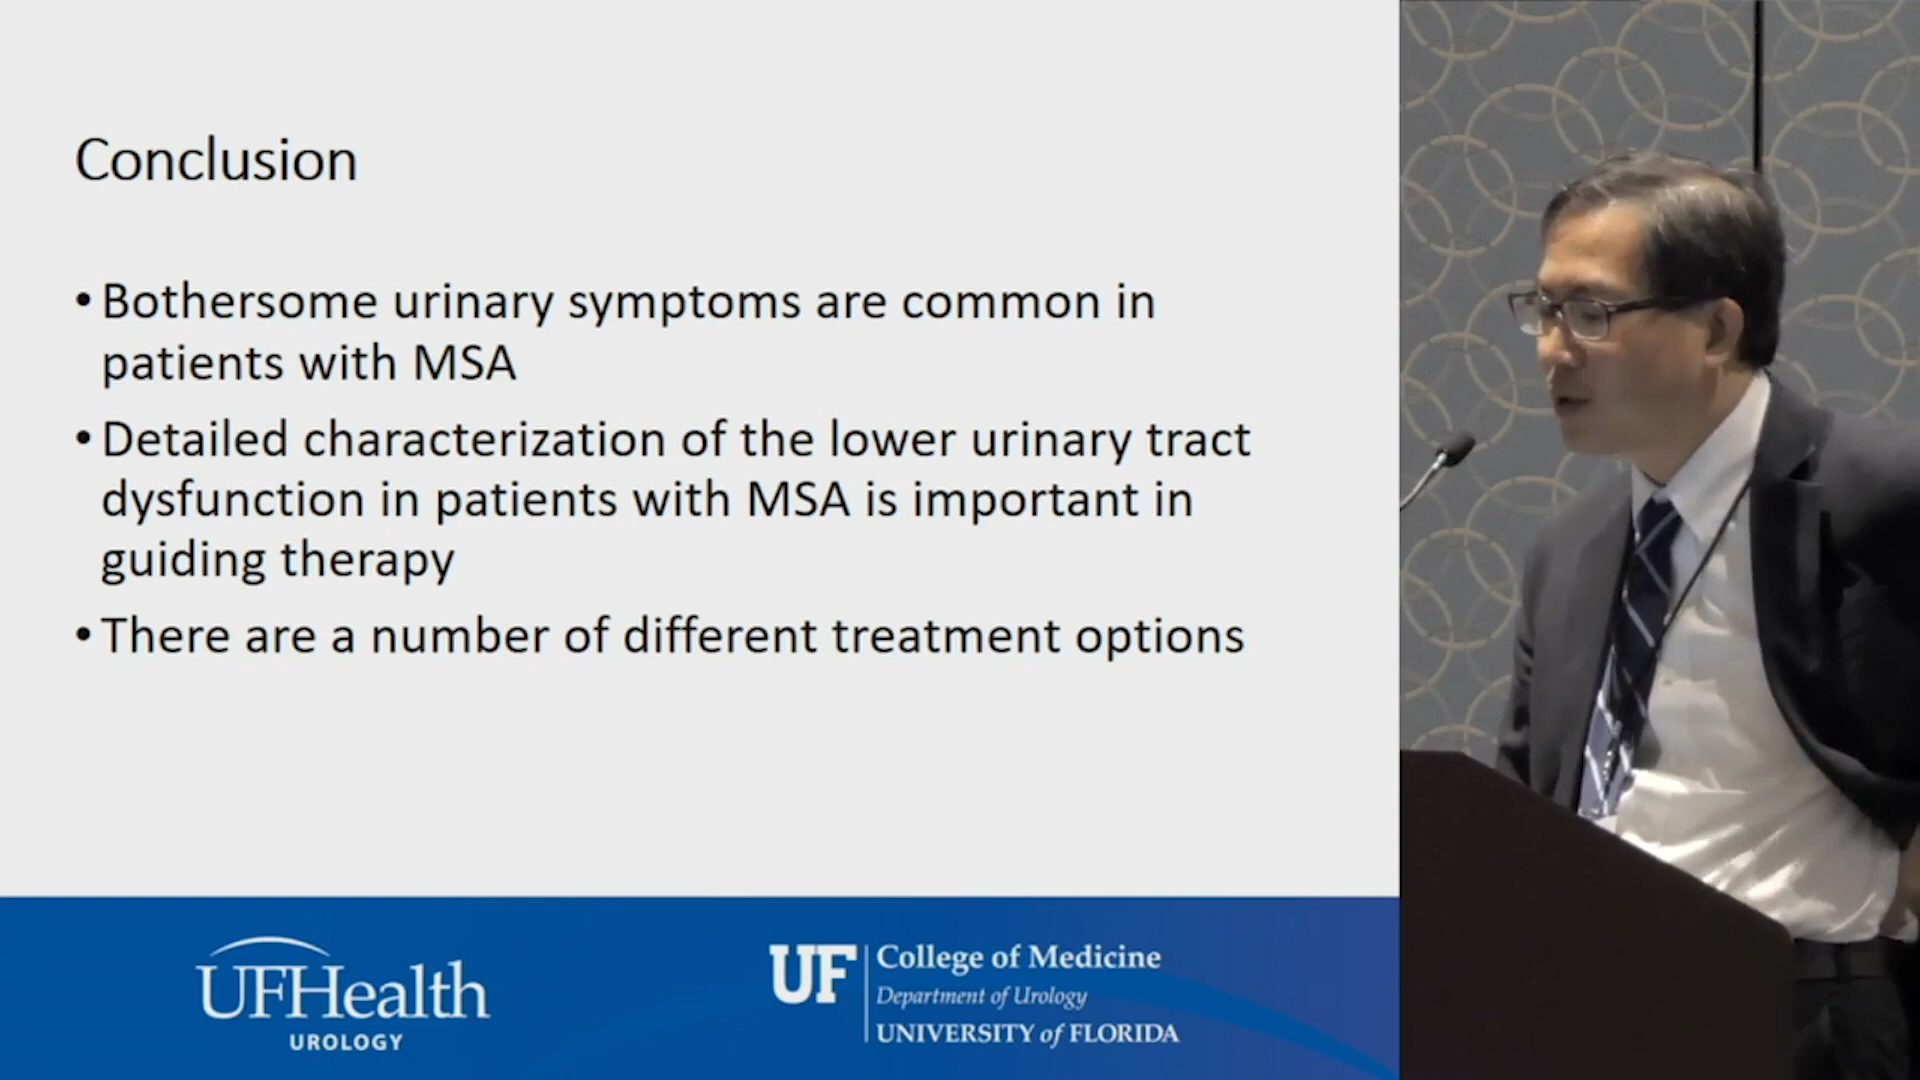 Conclusion
• Bothersome urinary symptoms are common in
patients with MSA
• Detailed characterization of the lower urinary tract
dysfunction in patients with MSA is important in
guiding therapy
• There are a number of different treatment options
UFHealth
UROLOGY
UF
College of Medicine
Department of Urology
UNIVERSITY of FLORIDA